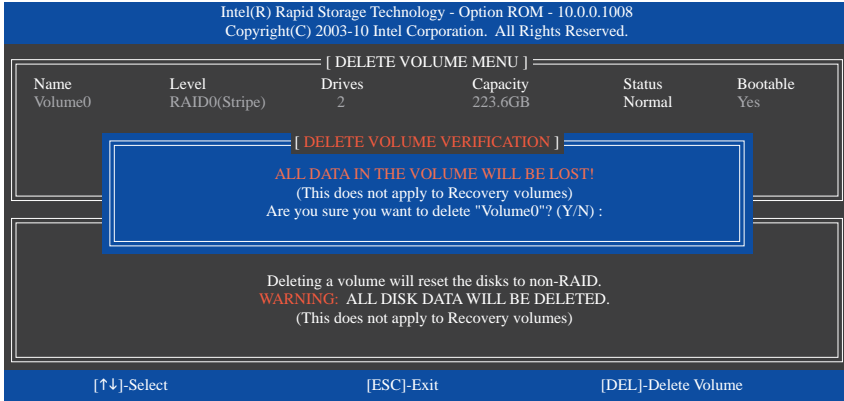 Intel(R) Rapid Storage Technology - Option ROM - 10.0.0.1008
Copyright(C) 2003-10 Intel Corporation. All Rights Reserved.
[ DELETE VOLUME MENU ]
Name Level Drives Capacity Status Bootable
Volume0 RAID0(Stripe) 2 223.6GB Normal Yes
[ DELETE VOLUME VERIFICATION ]
ALL DATA IN THE VOLUME WILL BE LOST!
(This does not apply to Recovery volumes)
Are you sure you want to delete "Volume0"? (Y/N) :
Deleting a volume will reset the disks to non-RAID.
WARNING: ALL DISK DATA WILL BE DELETED.
(This does not apply to Recovery volumes)
[↑↓]-Select [ESC]-Exit [DEL]-Delete Volume